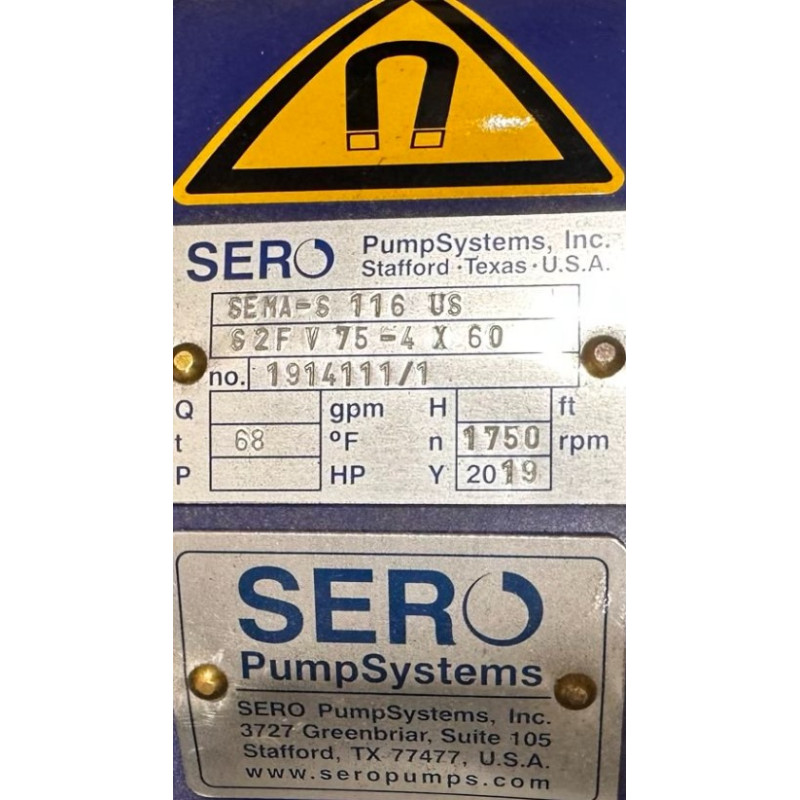 SERO PumpSystems, Inc.
Stafford · Texas · U.S.A.
SEMA-S 116 US
S2F V 75-4 X 60
no. 1914111/1
Q gpm H ft
t 68 °F n 1750 rpm
P HP Y 2019
SERO
PumpSystems
SERO PumpSystems, Inc.
3727 Greenbriar, Suite 105
Stafford, TX 77477, U.S.A.
www.seropumps.com